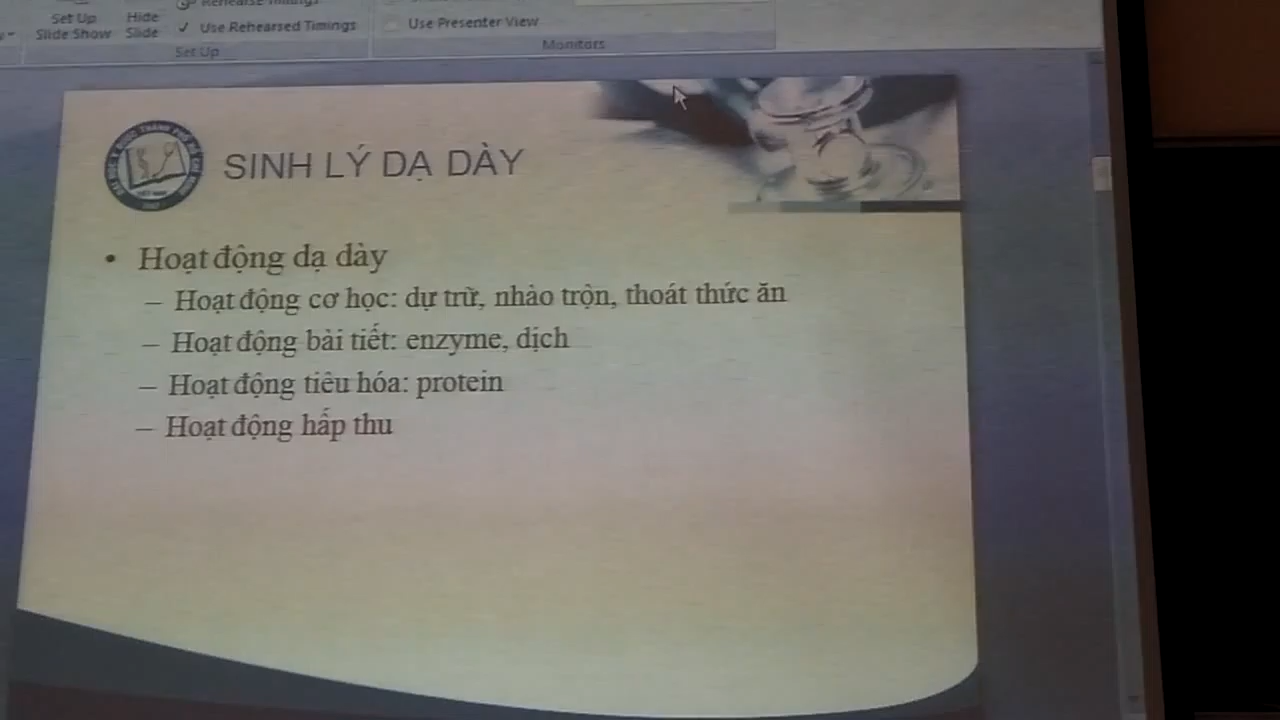 Rehearse Timings
Set Up
Slide Show
Hide
Slide
Use Rehearsed Timings
Use Presenter View
Set Up
Monitors
SINH LÝ DẠ DÀY
• Hoạt động dạ dày
– Hoạt động cơ học: dự trữ, nhào trộn, thoát thức ăn
– Hoạt động bài tiết: enzyme, dịch
– Hoạt động tiêu hóa: protein
– Hoạt động hấp thu